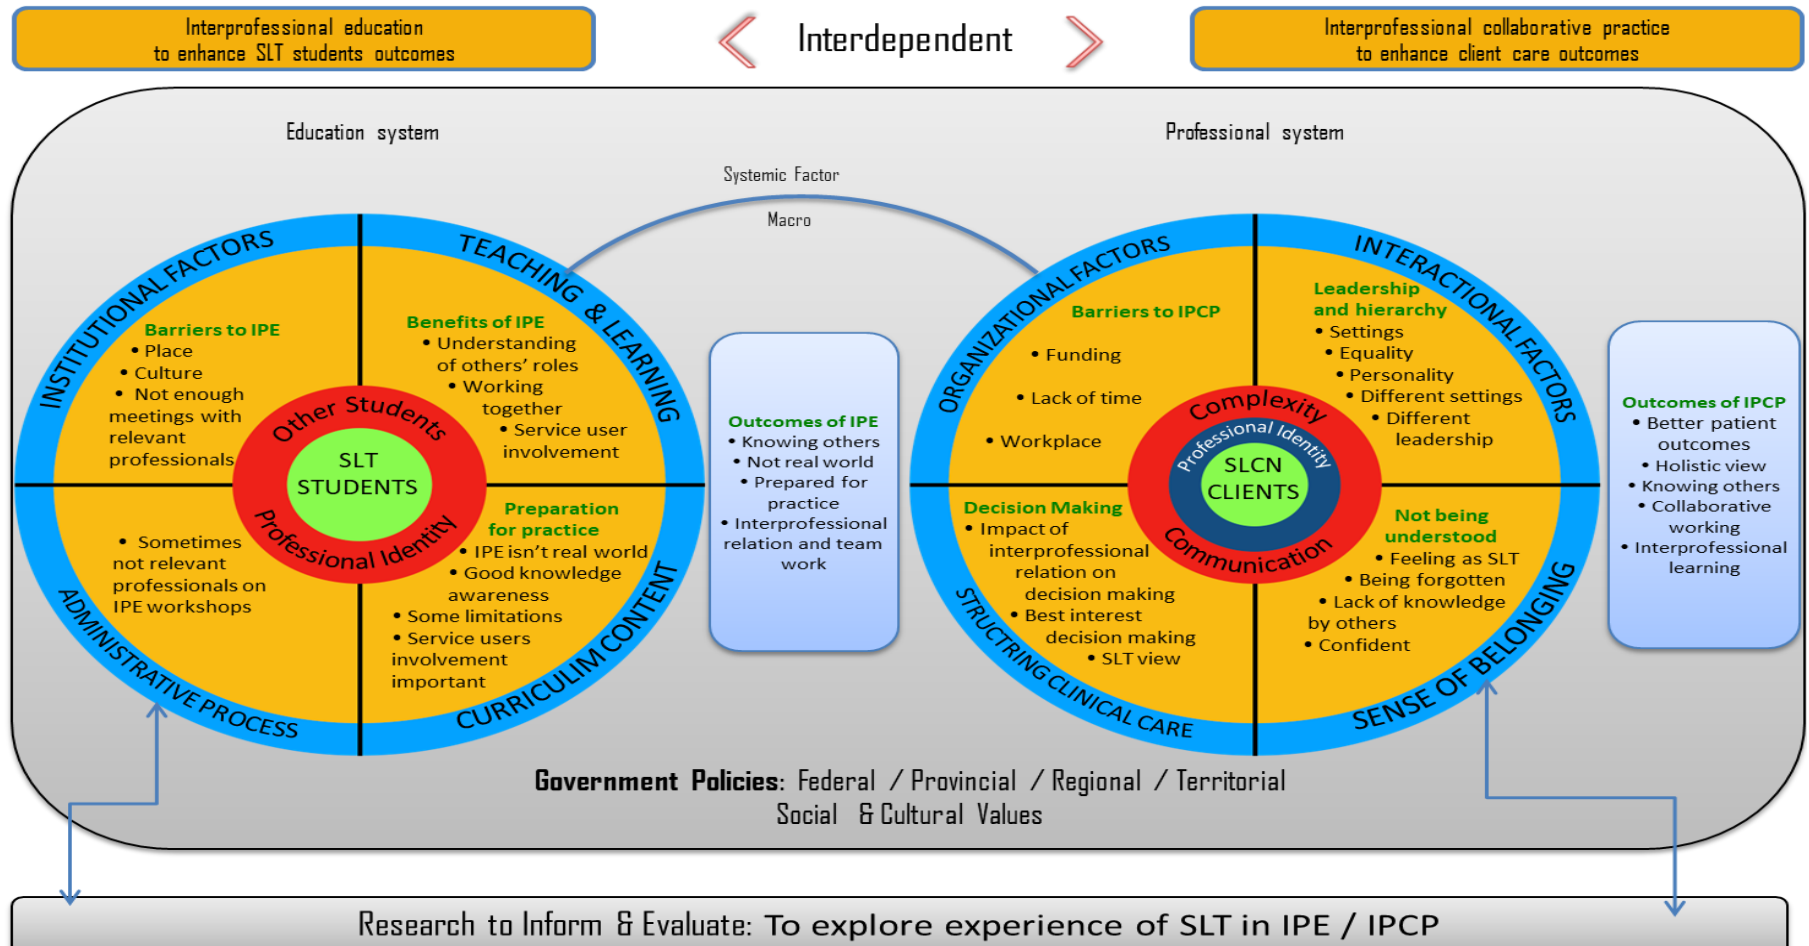 Interprofessional education
to enhance SLT students outcomes
Interdependent
Interprofessional collaborative practice
to enhance client care outcomes
Education system
Professional system
Systemic Factor
Macro
INSTITUTIONAL FACTORS
TEACHING & LEARNING
Barriers to IPE
• Place
• Culture
• Not enough
meetings with
relevant
professionals
Benefits of IPE
• Understanding
of others’ roles
• Working
together
• Service user
involvement
Other Students
SLT
STUDENTS
Professional Identity
• Sometimes
not relevant
professionals on
IPE workshops
Preparation
for practice
• IPE isn’t real world
• Good knowledge
awareness
• Some limitations
• Service users
involvement
important
ADMINISTRATIVE PROCESS
CURRICULIM CONTENT
Outcomes of IPE
• Knowing others
• Not real world
• Prepared for
practice
• Interprofessional
relation and team
work
ORGANIZATIONAL FACTORS
INTERACTIONAL FACTORS
Barriers to IPCP
• Funding
• Lack of time
• Workplace
Leadership
and hierarchy
• Settings
• Equality
• Personality
• Different settings
• Different
leadership
Complexity
Professional Identity
SLCN
CLIENTS
Communication
Decision Making
• Impact of
interprofessional
relation on
decision making
• Best interest
decision making
• SLT view
Not being
understood
• Feeling as SLT
• Being forgotten
• Lack of knowledge
by others
• Confident
STRUCTRING CLINICAL CARE
SENSE OF BELONGING
Outcomes of IPCP
• Better patient
outcomes
• Holistic view
• Knowing others
• Collaborative
working
• Interprofessional
learning
Government Policies: Federal / Provincial / Regional / Territorial
Social & Cultural Values
Research to Inform & Evaluate: To explore experience of SLT in IPE / IPCP